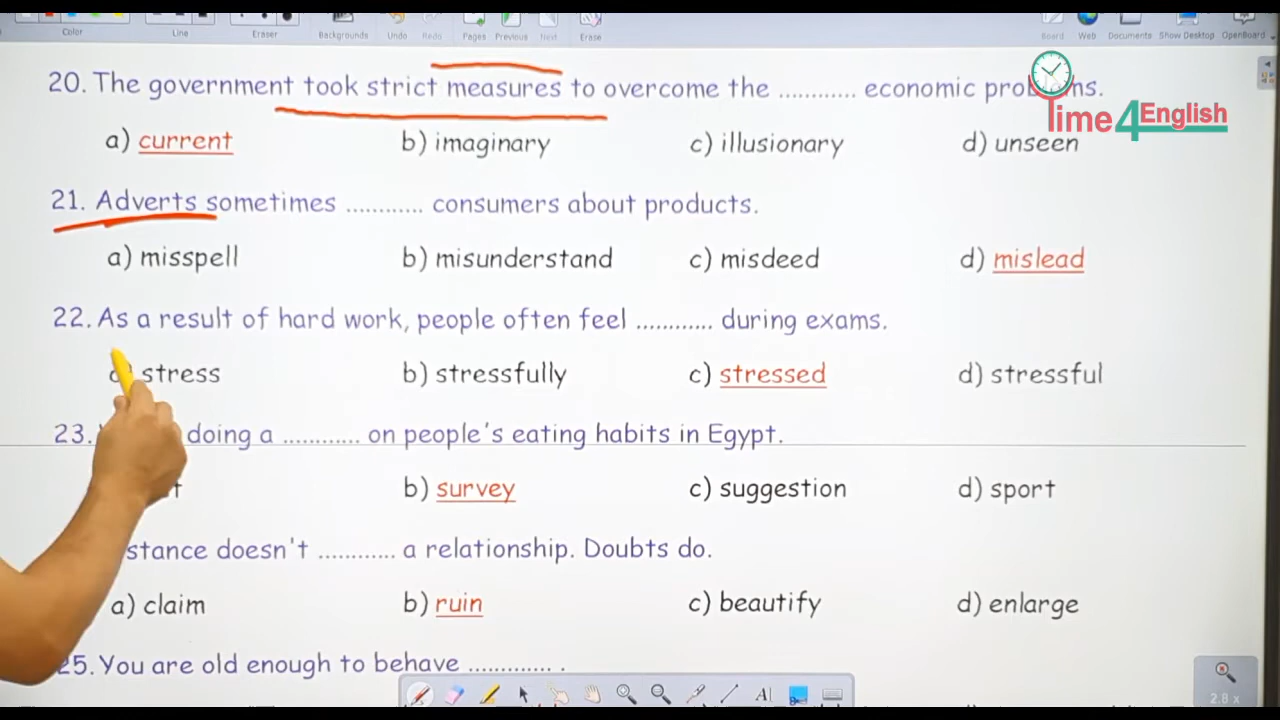 Color Line Eraser Backgrounds Undo Redo Pages Previous Next Erase Board Web Documents Show Desktop OpenBoard
20. The government took strict measures to overcome the ............ economic problems.
Time4English
a) current b) imaginary c) illusionary d) unseen
21. Adverts sometimes ............ consumers about products.
a) misspell b) misunderstand c) misdeed d) mislead
22. As a result of hard work, people often feel ............ during exams.
a) stress b) stressfully c) stressed d) stressful
23. doing a ............ on people's eating habits in Egypt.
b) survey c) suggestion d) sport
stance doesn't ............ a relationship. Doubts do.
a) claim b) ruin c) beautify d) enlarge
25. You are old enough to behave ............. .
2.8 x